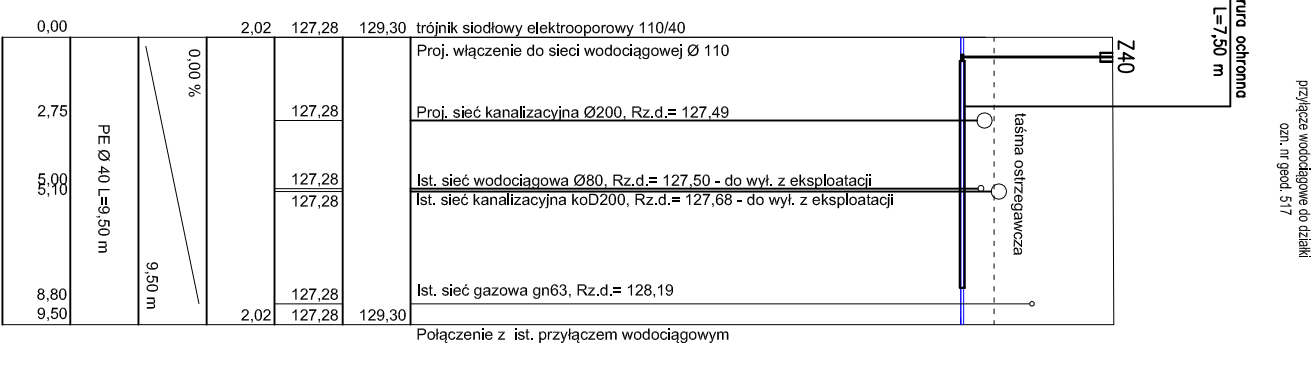 0,00 2,02 127,28 129,30 trójnik siodłowy elektrooporowy 110/40
Proj. włączenie do sieci wodociągowej Ø 110
0,00 %
2,75 127,28 Proj. sieć kanalizacyjna Ø200, Rz.d.= 127,49
PE Ø 40 L=9,50 m
5,00 127,28 Ist. sieć wodociągowa Ø80, Rz.d.= 127,50 - do wył. z eksploatacji
5,10 127,28 Ist. sieć kanalizacyjna koD200, Rz.d.= 127,68 - do wył. z eksploatacji
9,50 m
8,80 127,28 Ist. sieć gazowa gn63, Rz.d.= 128,19
9,50 2,02 127,28 129,30
Połączenie z ist. przyłączem wodociągowym
taśma ostrzegawcza
Z40
rura ochronna
L=7,50 m
przyłącze wodociągowe do działki
ozn. nr geod. 517